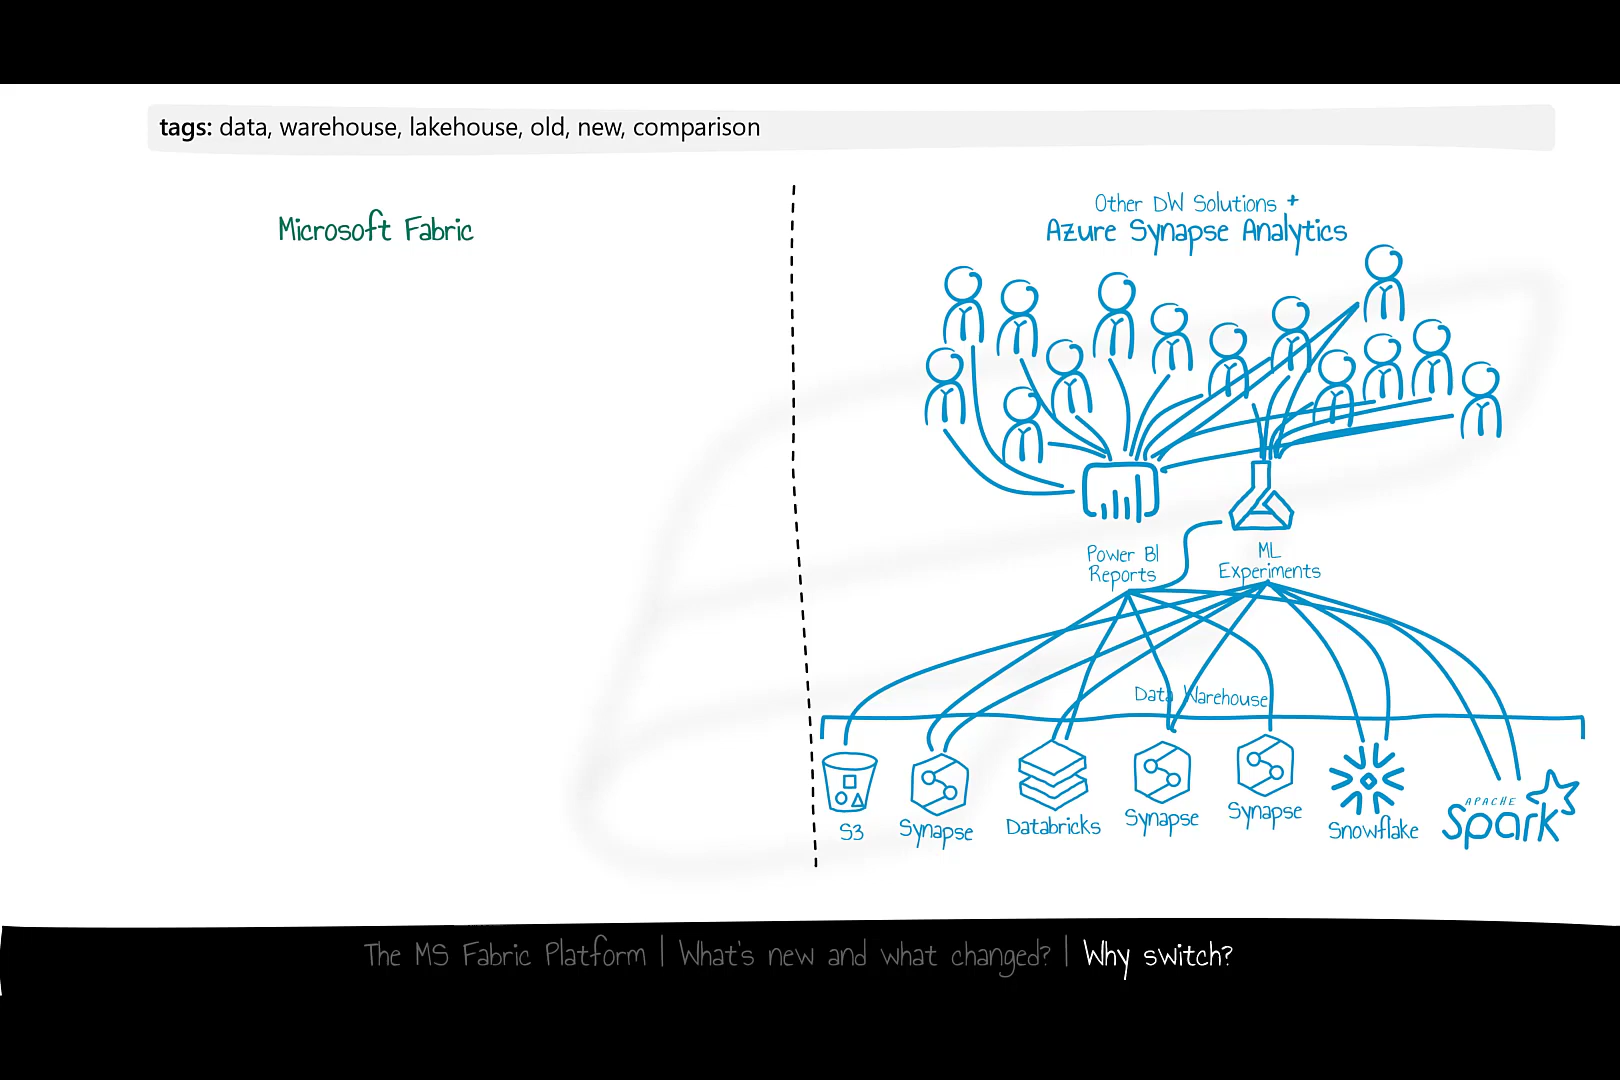 tags: data, warehouse, lakehouse, old, new, comparison
Microsoft Fabric
Other DW Solutions +
Azure Synapse Analytics
Power BI
Reports
ML
Experiments
Data Warehouse
S3
Synapse
Databricks
Synapse
Synapse
Snowflake
APACHE
Spark
The MS Fabric Platform | What's new and what changed? | Why switch?